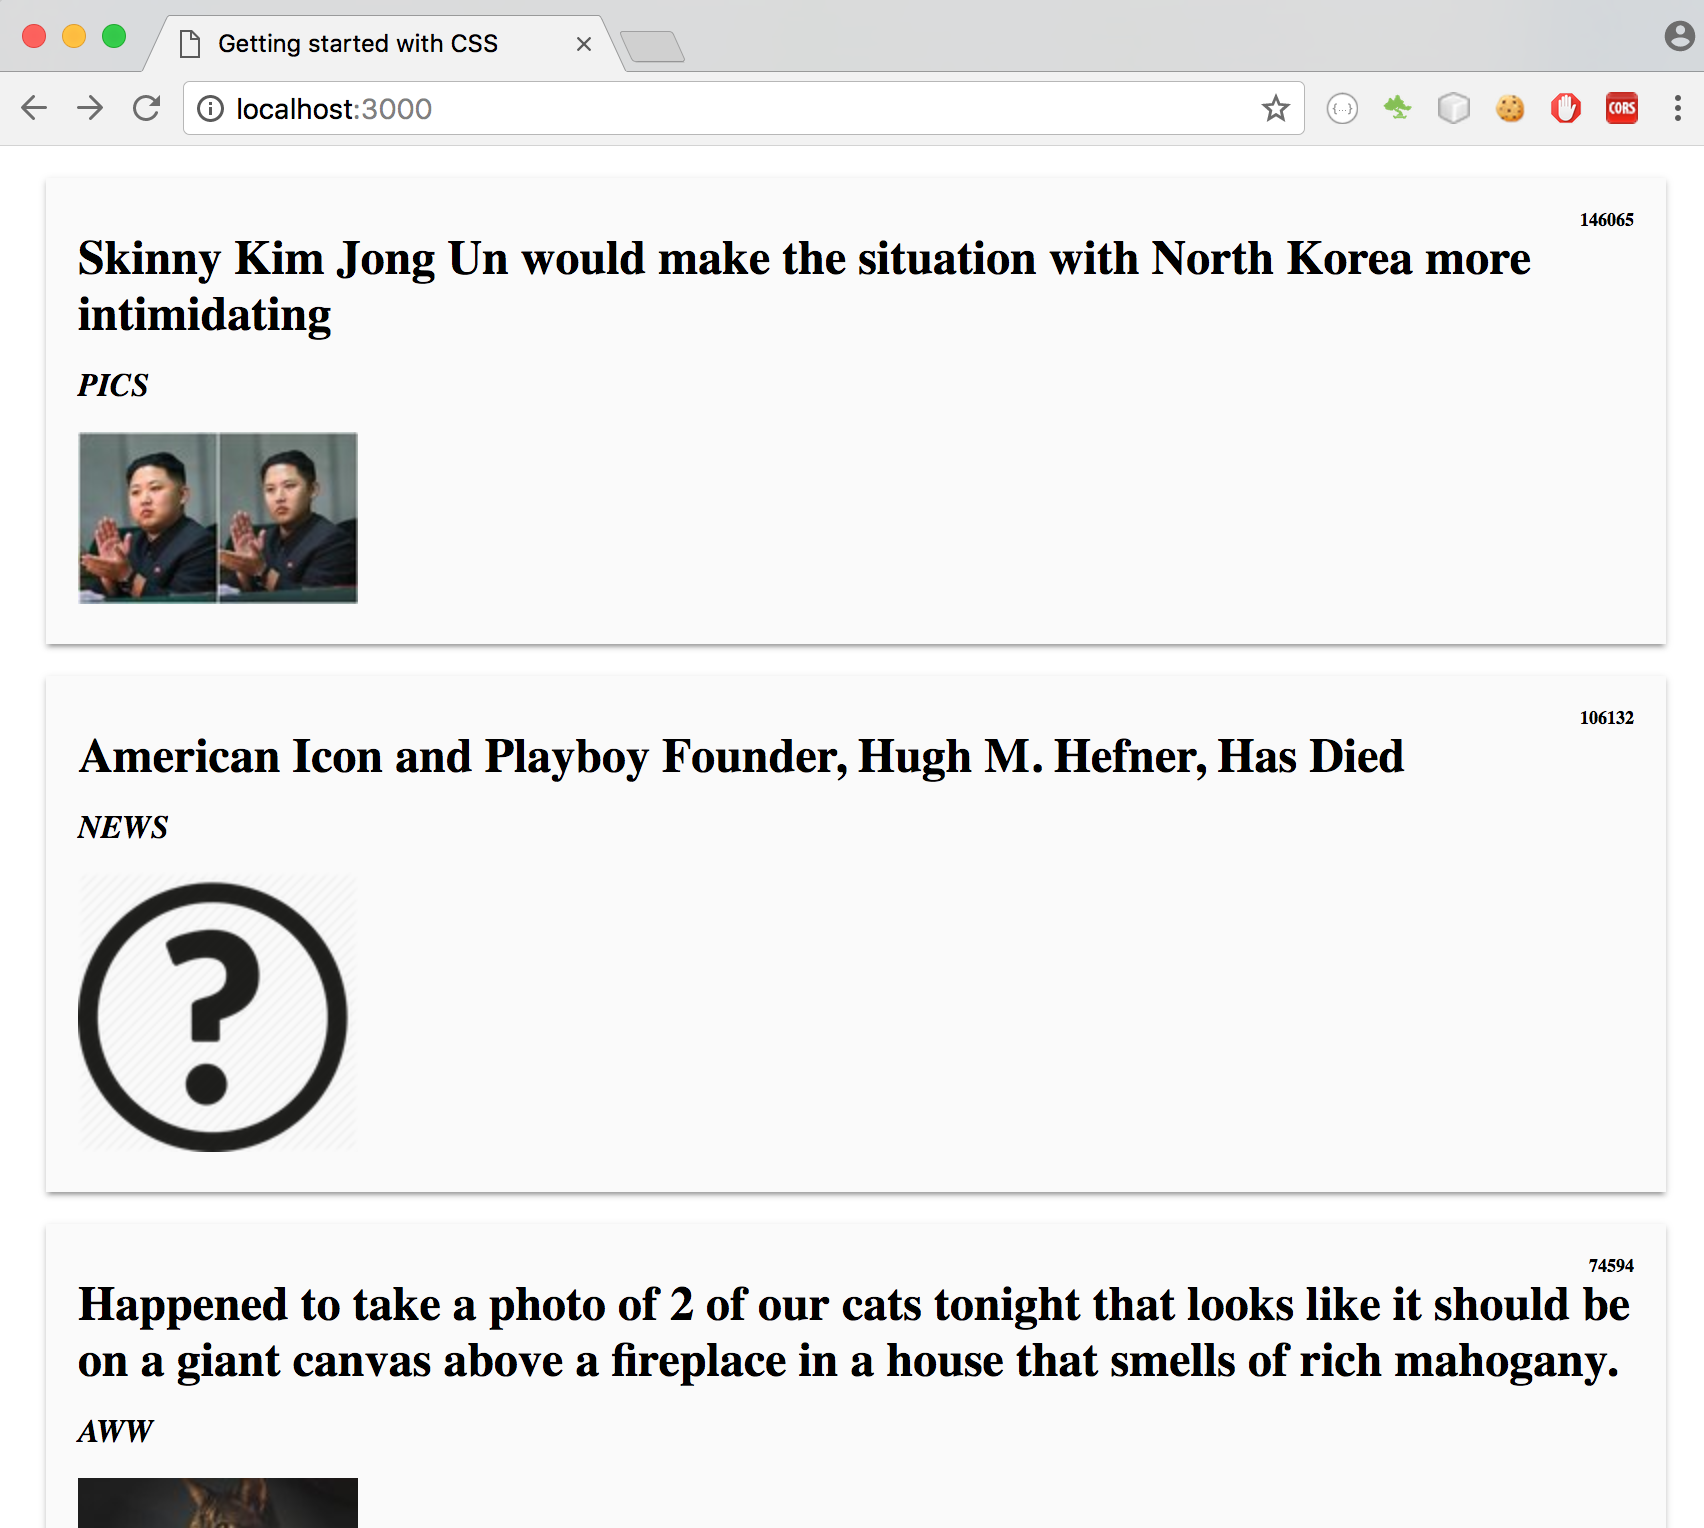 Getting started with CSS
localhost:3000
{...}
CORS
146065
Skinny Kim Jong Un would make the situation with North Korea more
intimidating
PICS
106132
American Icon and Playboy Founder, Hugh M. Hefner, Has Died
NEWS
?
74594
Happened to take a photo of 2 of our cats tonight that looks like it should be
on a giant canvas above a fireplace in a house that smells of rich mahogany.
AWW